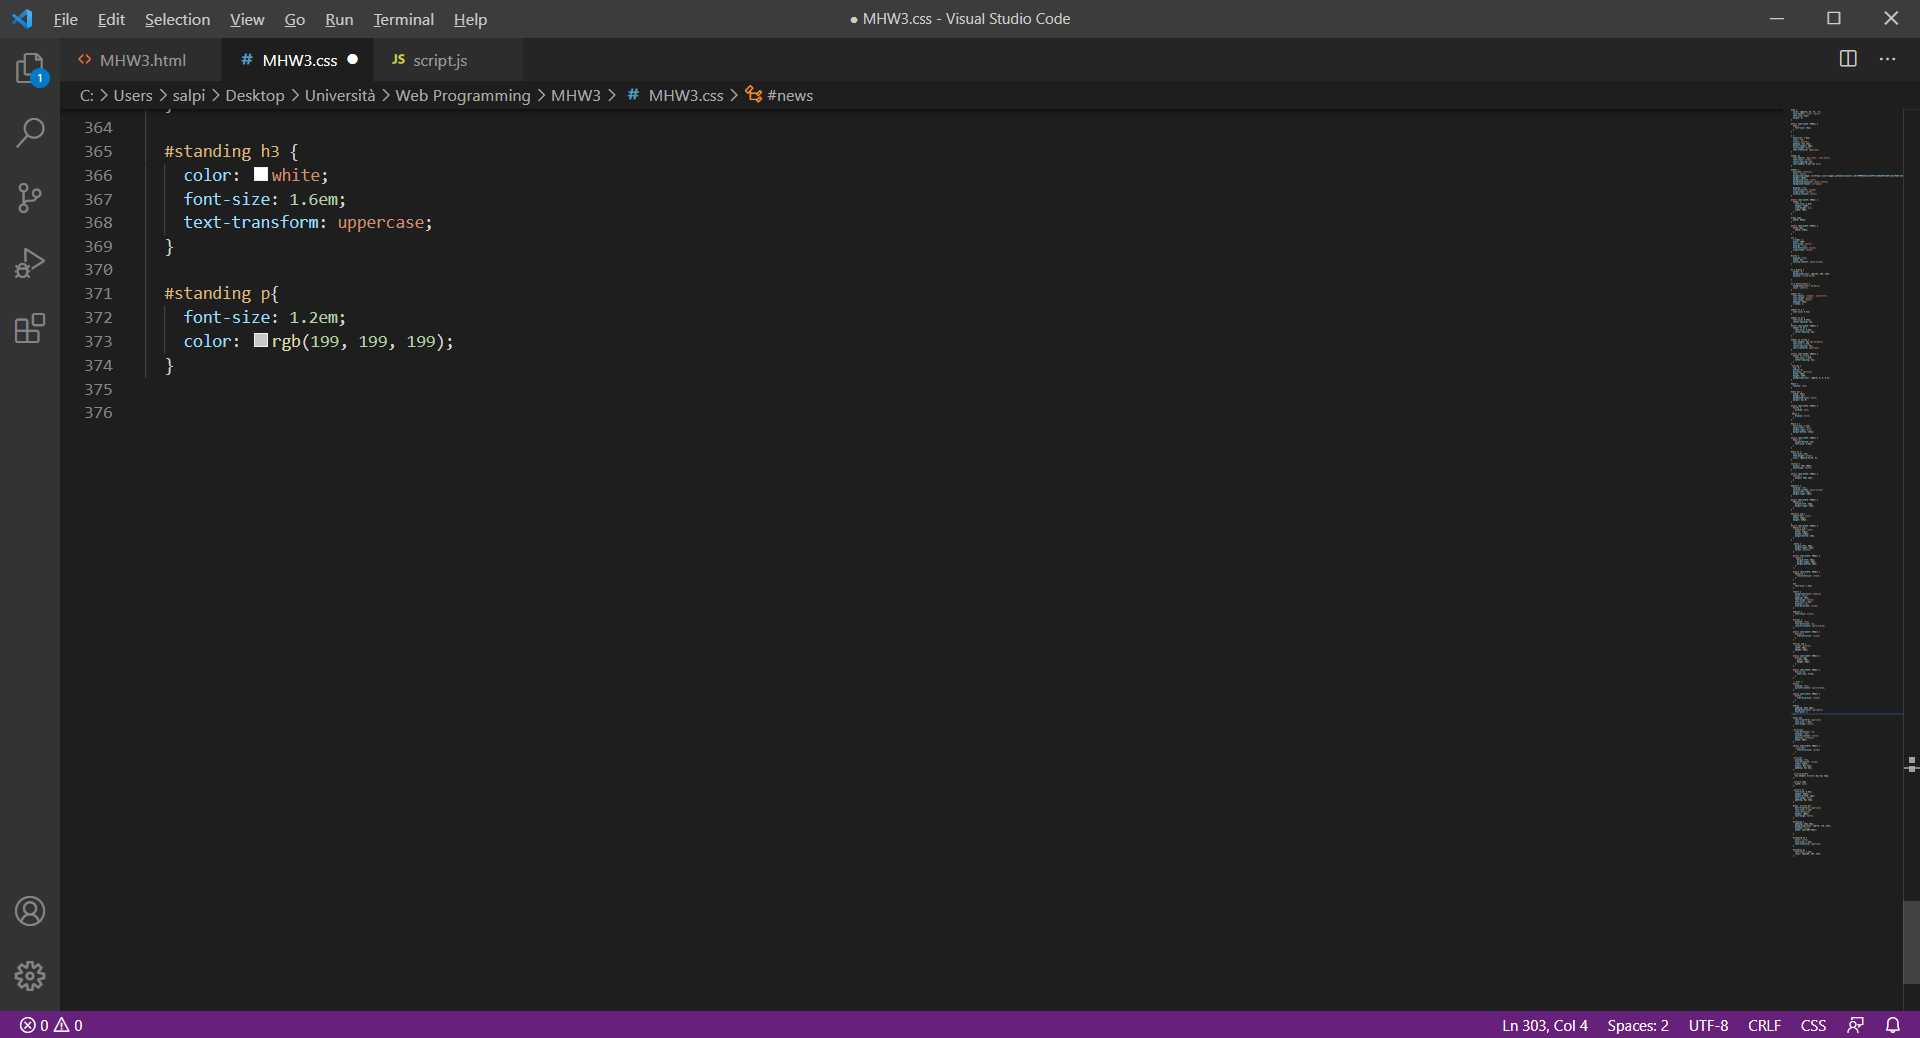 File Edit Selection View Go Run Terminal Help
● MHW3.css - Visual Studio Code
MHW3.html
# MHW3.css ●
JS script.js
1
C: > Users > salpi > Desktop > Università > Web Programming > MHW3 > # MHW3.css > #news
364
365 #standing h3 {
366 color: white;
367 font-size: 1.6em;
368 text-transform: uppercase;
369 }
370
371 #standing p{
372 font-size: 1.2em;
373 color: rgb(199, 199, 199);
374 }
375
376
0 0
Ln 303, Col 4 Spaces: 2 UTF-8 CRLF CSS